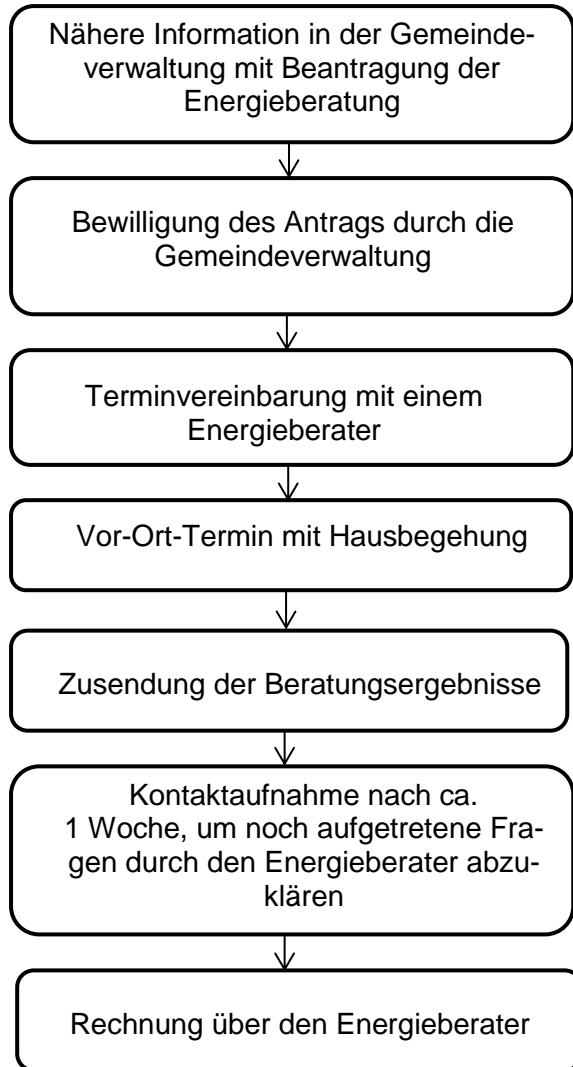 Nähere Information in der Gemeinde-
verwaltung mit Beantragung der
Energieberatung
Bewilligung des Antrags durch die
Gemeindeverwaltung
Terminvereinbarung mit einem
Energieberater
Vor-Ort-Termin mit Hausbegehung
Zusendung der Beratungsergebnisse
Kontaktaufnahme nach ca.
1 Woche, um noch aufgetretene Fra-
gen durch den Energieberater abzu-
klären
Rechnung über den Energieberater